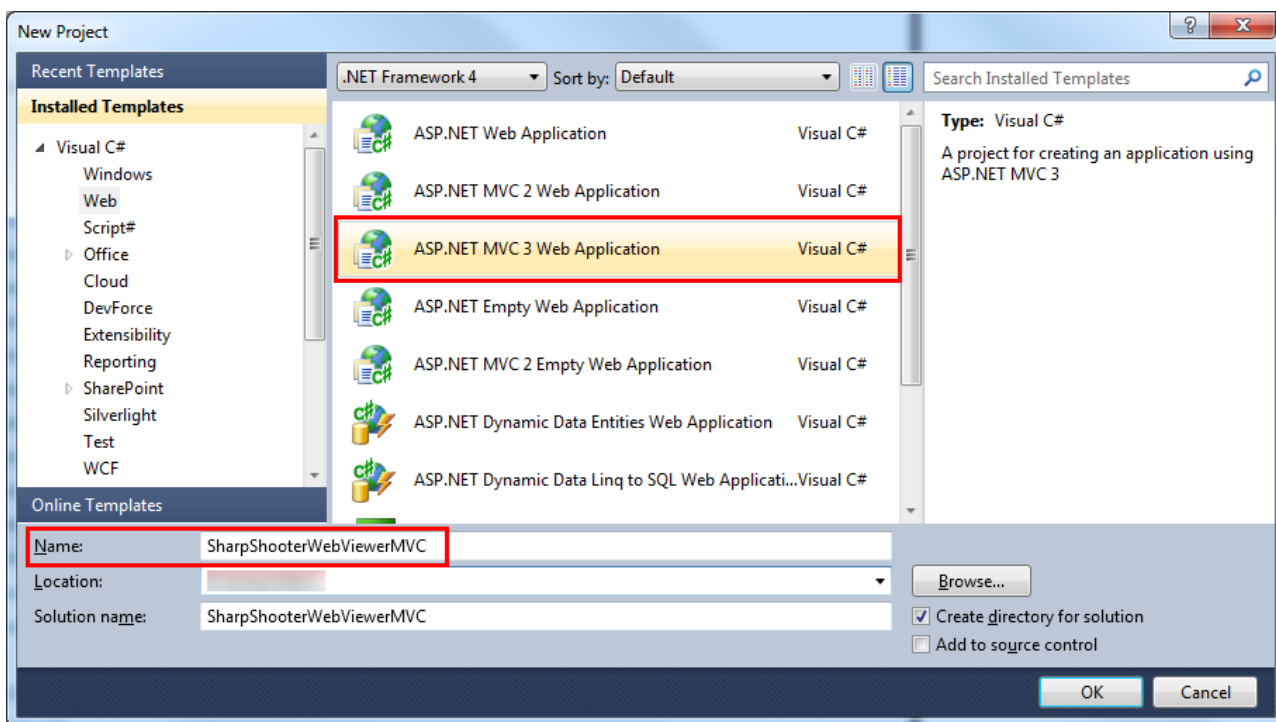 New Project
Recent Templates
Installed Templates
Visual C#
Windows
Web
Script#
Office
Cloud
DevForce
Extensibility
Reporting
SharePoint
Silverlight
Test
WCF
Online Templates
.NET Framework 4 Sort by: Default
ASP.NET Web Application Visual C#
ASP.NET MVC 2 Web Application Visual C#
ASP.NET MVC 3 Web Application Visual C#
ASP.NET Empty Web Application Visual C#
ASP.NET MVC 2 Empty Web Application Visual C#
ASP.NET Dynamic Data Entities Web Application Visual C#
ASP.NET Dynamic Data Linq to SQL Web Applicati...Visual C#
Search Installed Templates
Type: Visual C#
A project for creating an application using
ASP.NET MVC 3
Name: SharpShooterWebViewerMVC
Location:
Browse...
Solution name: SharpShooterWebViewerMVC
Create directory for solution
Add to source control
OK Cancel